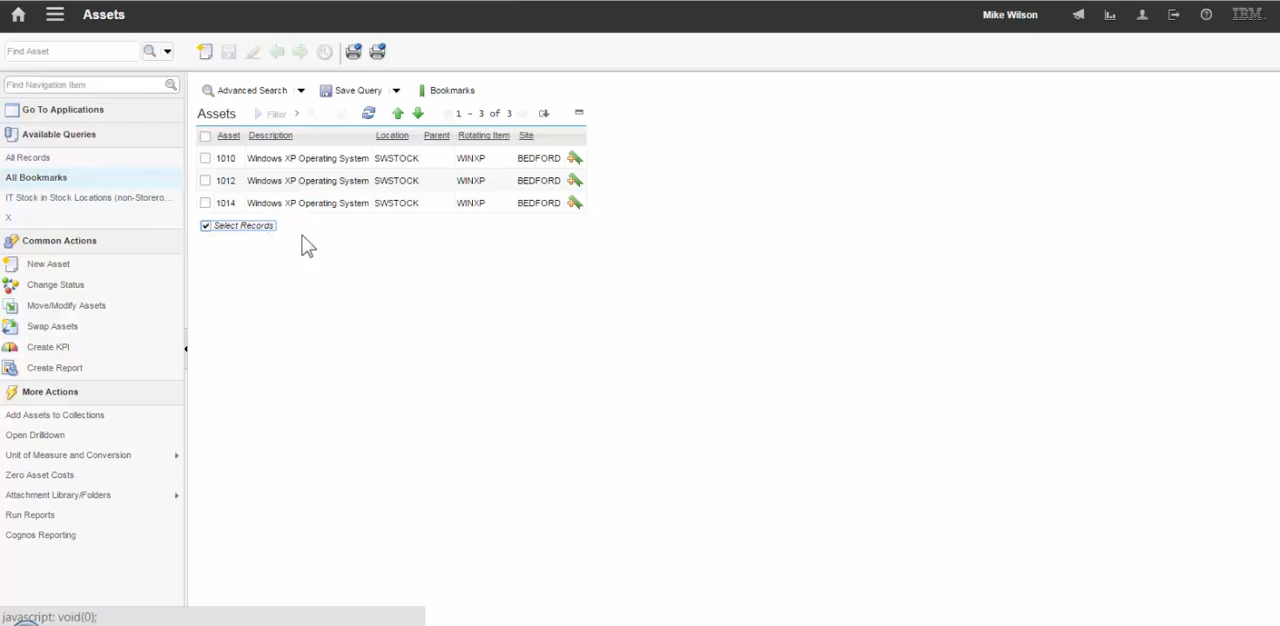 Assets
Mike Wilson
IBM.
Find Asset
Find Navigation Item
Go To Applications
Available Queries
All Records
All Bookmarks
IT Stock in Stock Locations (non-Storero...
X
Common Actions
New Asset
Change Status
Move/Modify Assets
Swap Assets
Create KPI
Create Report
More Actions
Add Assets to Collections
Open Drilldown
Unit of Measure and Conversion
Zero Asset Costs
Attachment Library/Folders
Run Reports
Cognos Reporting
Advanced Search Save Query Bookmarks
Assets Filter 1 - 3 of 3
Asset Description Location Parent Rotating Item Site
1010 Windows XP Operating System SWSTOCK WINXP BEDFORD
1012 Windows XP Operating System SWSTOCK WINXP BEDFORD
1014 Windows XP Operating System SWSTOCK WINXP BEDFORD
Select Records
javascript: void(0);